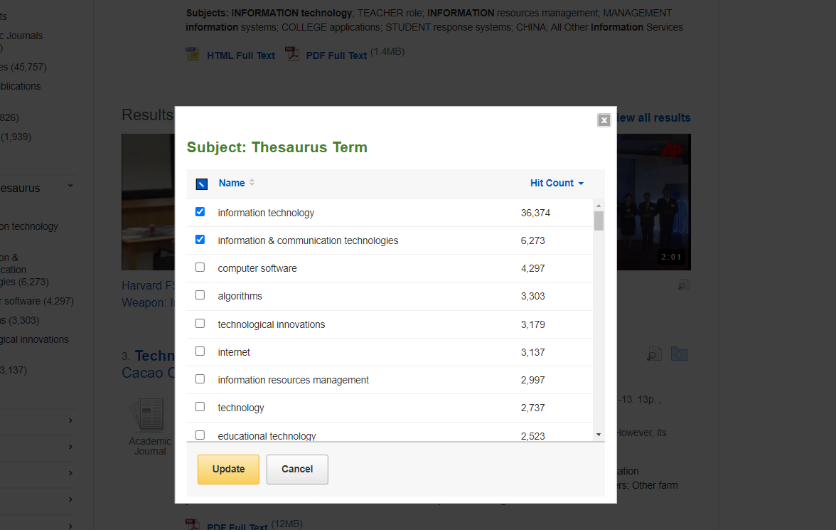 Subjects: INFORMATION technology; TEACHER role; INFORMATION resources management; MANAGEMENT
information systems; COLLEGE applications; STUDENT response systems; CHINA; All Other Information Services
ts
c Journals
)
HTML Full Text PDF Full Text (1.4MB)
es (45,757)
blications
826)
(1,939)
Results
iew all results
x
Subject: Thesaurus Term
Name Hit Count
information technology 36,374
information & communication technologies 6,273
computer software 4,297
algorithms 3,303
technological innovations 3,179
internet 3,137
information resources management 2,997
technology 2,737
educational technology 2,523
Update Cancel
esaurus
on technology
on &
cation
gies (6,273)
r software (4,297)
s (3,303)
gical innovations
3,137)
2:01
Harvard FS
Weapon: I
3. Techn
Cacao C
Academic
Journal
-13. 13p. ,
However, its
ation
rs; Other farm
PDF Full Text (12MB)